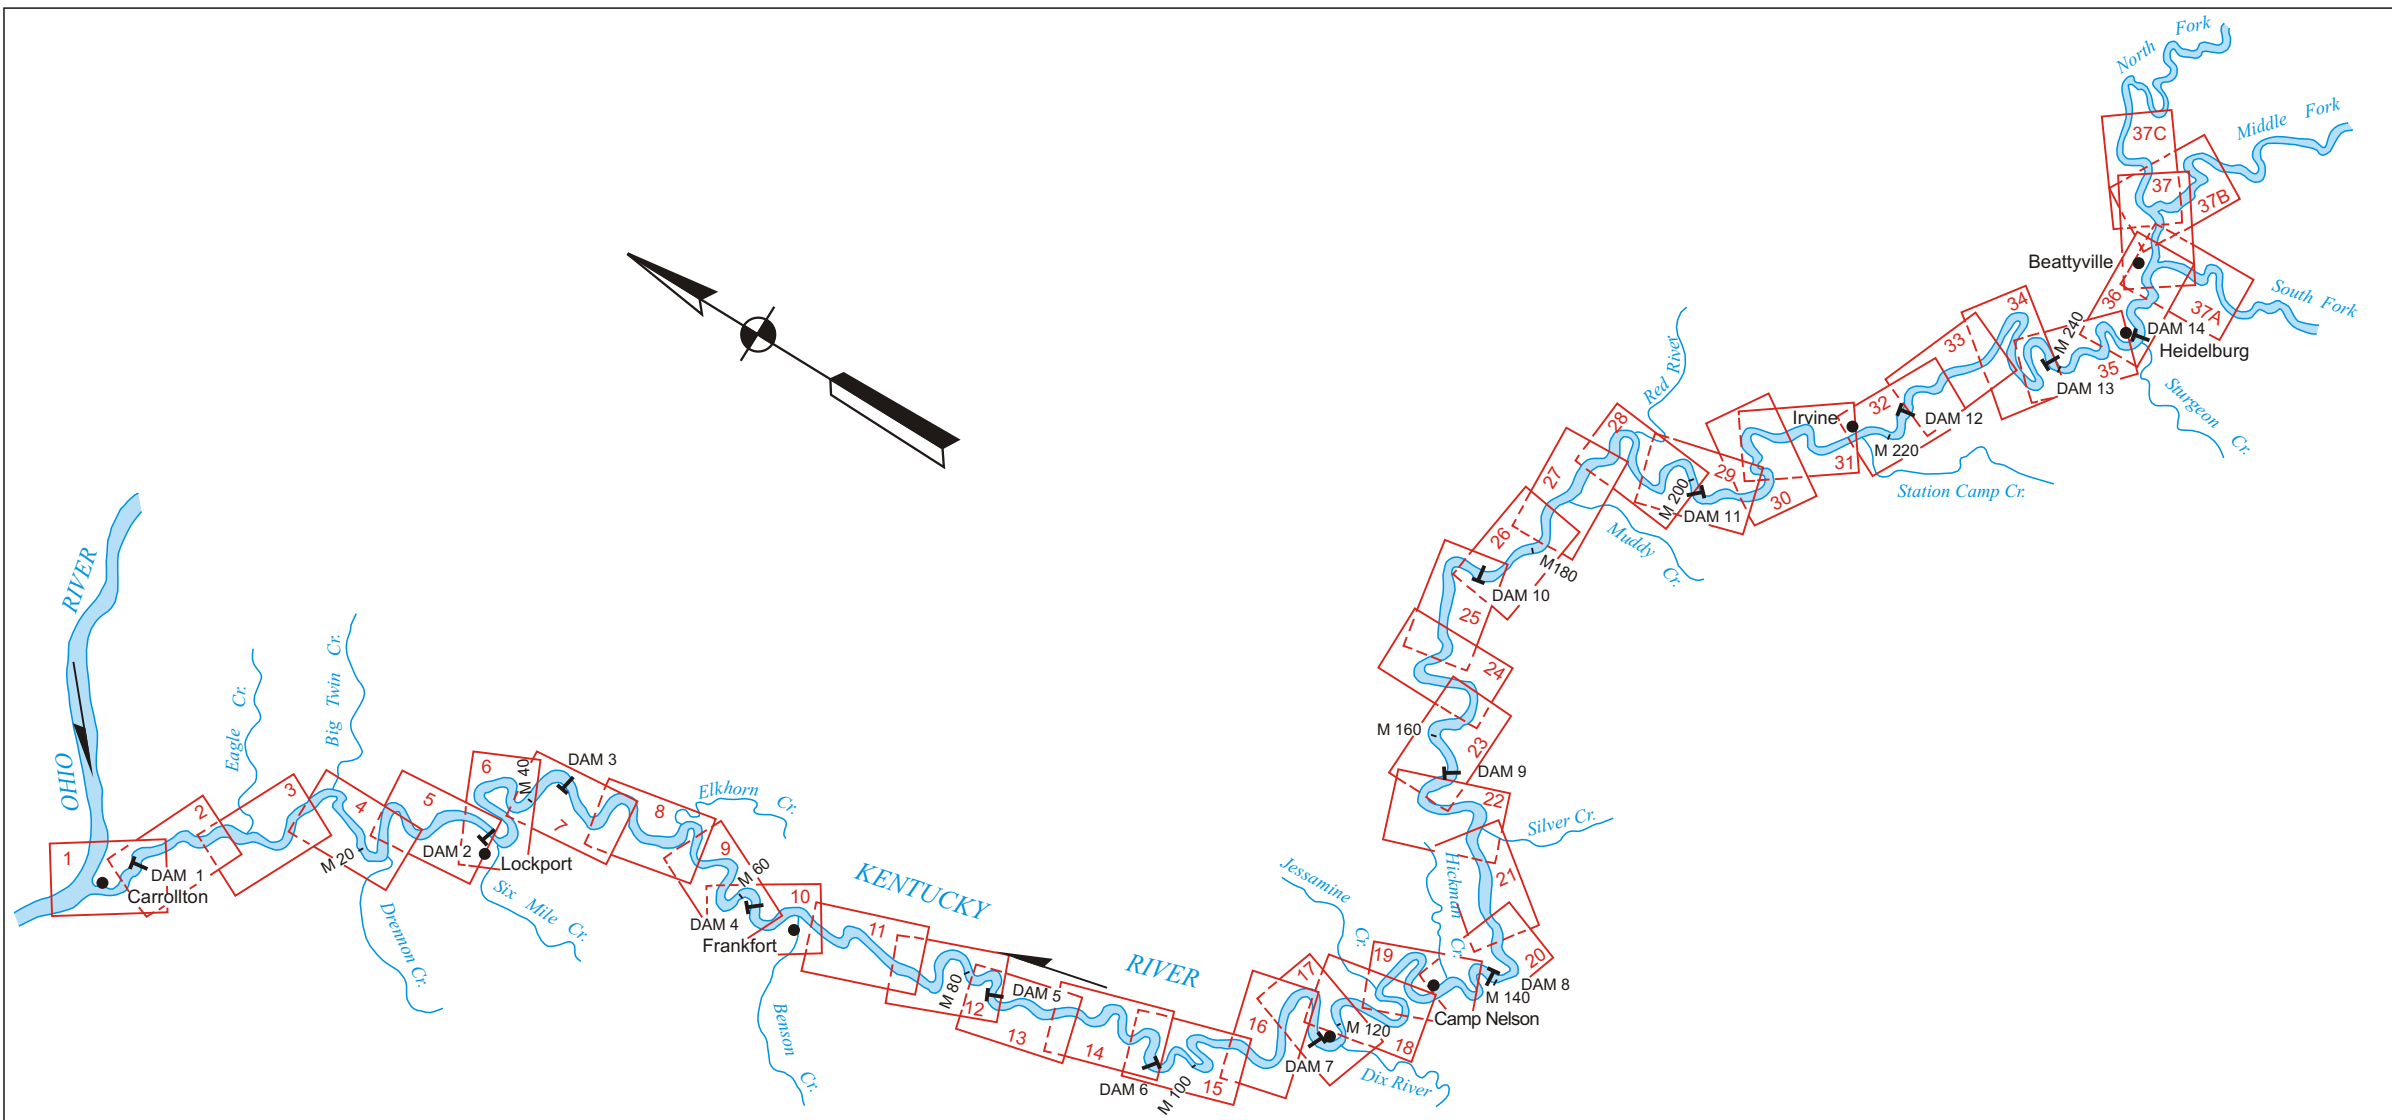 North Fork
Middle Fork
37C
37
37B
Beattyville
South Fork
36
37A
34
M 240
DAM 14
Heidelburg
33
35
DAM 13
Sturgeon Cr.
Red River
32
Irvine
DAM 12
M 220
31
Station Camp Cr.
28
29
30
27
M 200
DAM 11
Muddy Cr.
26
M180
DAM 10
25
24
M 160
23
DAM 9
22
Silver Cr.
Hickman Cr.
21
Jessamine Cr.
20
DAM 8
M 140
19
Camp Nelson
17
M 120
18
16
DAM 7
Dix River
KENTUCKY RIVER
OHIO RIVER
Eagle Cr.
Big Twin Cr.
1
DAM 1
Carrollton
2
3
4
M 20
5
DAM 2
Lockport
6
M 40
DAM 3
7
8
Elkhorn Cr.
Drennon Cr.
Six Mile Cr.
9
M 60
10
DAM 4
Frankfort
Benson Cr.
11
M 80
12
DAM 5
13
14
DAM 6
M 100
15